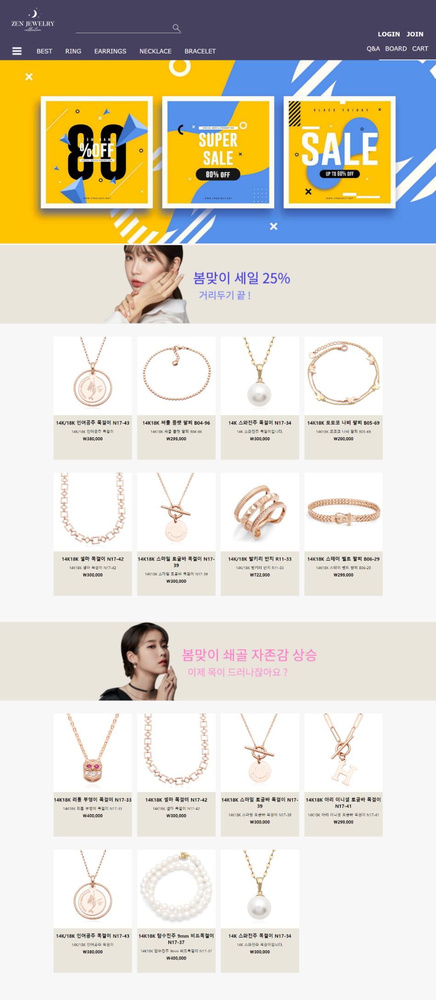 ZEN JEWELRY
collection
LOGIN JOIN
BEST RING EARRINGS NECKLACE BRACELET
Q&A BOARD CART
80
ITEM NAME
%OFF
SOCIAL MEDIA PROMOTION
WWW.FREEJECT.NET
SOCIAL MEDIA PROMOTION
SUPER
SALE
80% OFF
WWW.FREEJECT.NET
BLACK FRIDAY
SALE
UP TO 80% OFF
WWW.FREEJECT.NET
봄맞이 세일 25%
거리두기 끝 !
14K/18K 인어공주 목걸이 N17-43
14K/18K 인어공주 목걸이
₩380,000
14K18K 써클 플랫 팔찌 B04-96
14K18K 써클 플랫 팔찌 B04-96
₩299,000
14K 스와진주 목걸이 N17-34
14K 스와진주 목걸이입니다.
₩300,000
14K18K 모모코 나비 팔찌 B05-69
14K18K 모모코 나비 팔찌 B05-69
₩200,000
14K18K 셀마 목걸이 N17-42
14K18K 셀마 목걸이 N17-42
₩300,000
14K18K 스마일 토글바 목걸이 N17-
39
14K18K 스마일 토글바 목걸이 N17-39
₩300,000
14K/18K 발키리 반지 R11-33
14K/18K 발키리 반지 R11-33
₩722,000
14K18K 스테이 벨트 팔찌 B06-29
14K18K 스테이 벨트 팔찌 B06-29
₩299,000
봄맞이 쇄골 자존감 상승
이제 목이 드러나잖아요 ?
14K18K 리틀 부엉이 목걸이 N17-33
14K18K 리틀 부엉이 목걸이 N17-33
₩400,000
14K18K 셀마 목걸이 N17-42
14K18K 셀마 목걸이 N17-42
₩300,000
14K18K 스마일 토글바 목걸이 N17-
39
14K18K 스마일 토글바 목걸이 N17-39
₩300,000
14K18K 아리 이니셜 토글바 목걸이
N17-41
14K18K 아리 이니셜 토글바 목걸이 N17-41
₩299,000
14K/18K 인어공주 목걸이 N17-43
14K/18K 인어공주 목걸이
₩380,000
14K18K 담수진주 9mm 비드목걸이
N17-37
14K18K 담수진주 9mm 비드목걸이 N17-37
₩400,000
14K 스와진주 목걸이 N17-34
14K 스와진주 목걸이입니다.
₩300,000